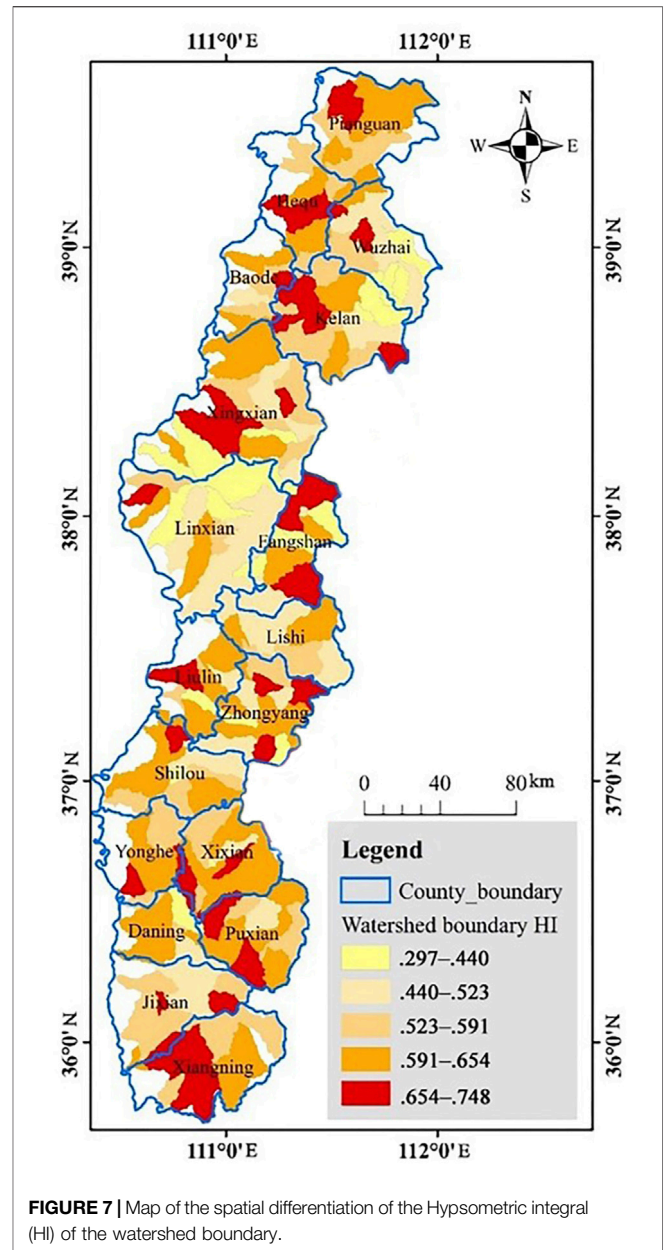 111°0'E 112°0'E
N
W E
S
39°0'N 39°0'N
38°0'N 38°0'N
37°0'N
36°0'N
37°0'N
36°0'N
Pianguan
Hequ
Wuzhai
Baode
Kelan
Xingxian
Linxian
Fangshan
Lishi
Liulin
Zhongyang
Shilou
Yonghe
Xixian
Daning
Puxian
Jixian
Xiangning
0 40 80 km
Legend
County_boundary
Watershed boundary HI
.297–.440
.440–.523
.523–.591
.591–.654
.654–.748
111°0'E 112°0'E
FIGURE 7 | Map of the spatial differentiation of the Hypsometric integral
(HI) of the watershed boundary.